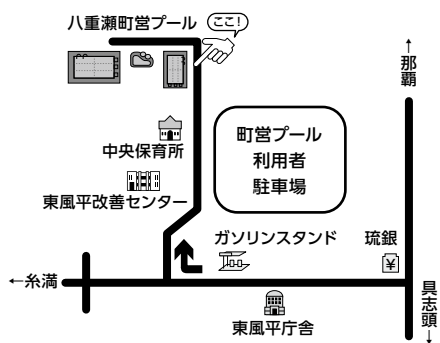 八重瀬町営プール
ここ!
←那覇
町営プール
利用者
駐車場
中央保育所
東風平改善センター
ガソリンスタンド
琉銀
¥
←糸満
東風平庁舎
具志頭→